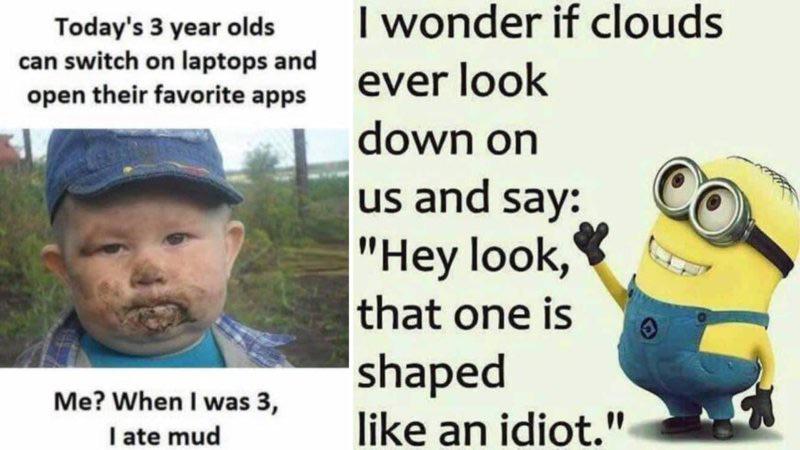 Today's 3 year olds
can switch on laptops and
open their favorite apps
Me? When I was 3,
I ate mud
I wonder if clouds
ever look
down on
us and say:
"Hey look,
that one is
shaped
like an idiot."